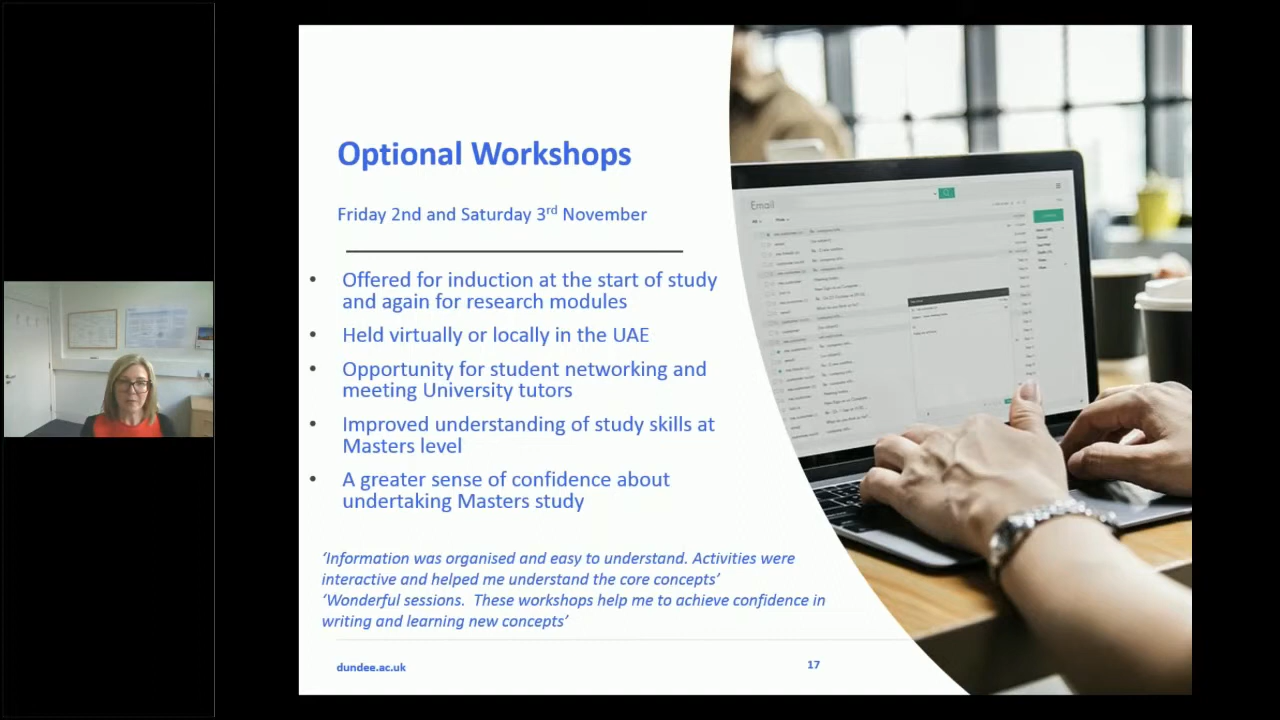 Optional Workshops
Friday 2nd and Saturday 3rd November
• Offered for induction at the start of study
and again for research modules
• Held virtually or locally in the UAE
• Opportunity for student networking and
meeting University tutors
• Improved understanding of study skills at
Masters level
• A greater sense of confidence about
undertaking Masters study
‘Information was organised and easy to understand. Activities were
interactive and helped me understand the core concepts’
‘Wonderful sessions.  These workshops help me to achieve confidence in
writing and learning new concepts’
dundee.ac.uk
17
Email